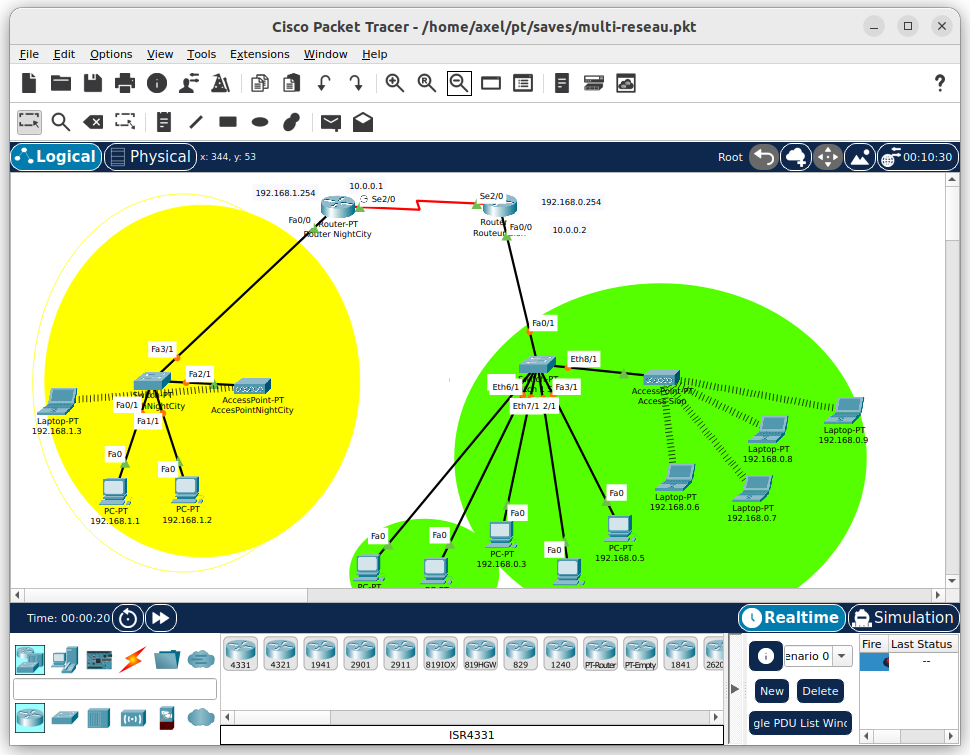 Cisco Packet Tracer - /home/axel/pt/saves/multi-reseau.pkt
File Edit Options View Tools Extensions Window Help
Logical Physical x: 344, y: 53 Root 00:10:30
192.168.1.254
10.0.0.1
Se2/0
Fa0/0
Router-PT
Router NightCity
Se2/0
192.168.0.254
Fa0/0
10.0.0.2
Fa0/1
Fa3/1
Fa2/1
Fa0/1
Fa1/1
AccessPoint-PT
AccesPointNightCity
Laptop-PT
192.168.1.3
Fa0
Fa0
PC-PT
192.168.1.1
PC-PT
192.168.1.2
Eth8/1
Eth6/1
Fa3/1
Eth7/1 2/1
AccessPoint-PT
Laptop-PT
192.168.0.9
Laptop-PT
192.168.0.8
Laptop-PT
192.168.0.6
Laptop-PT
192.168.0.7
Fa0
Fa0
Fa0
Fa0
Fa0
PC-PT
192.168.0.3
PC-PT
192.168.0.5
Time: 00:00:20
Realtime Simulation
4331 4321 1941 2901 2911 819IOX 819HGW 829 1240 PT-Router PT-Empty 1841 2620
ISR4331
enario 0
New Delete
gle PDU List Winc
Fire Last Status
--